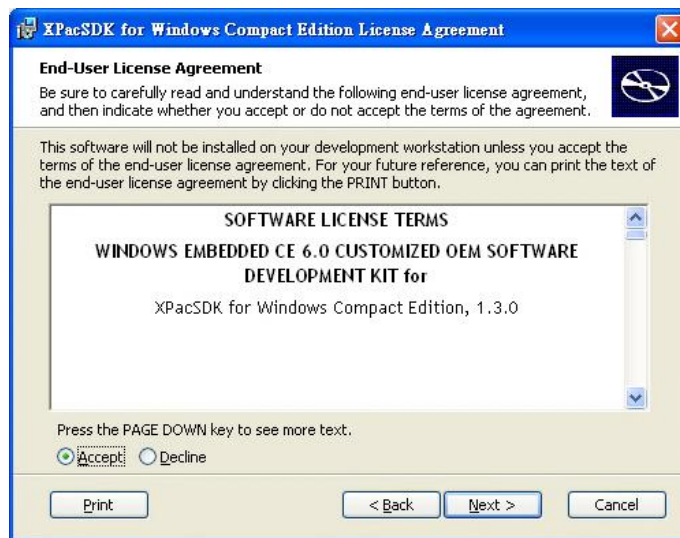 XPacSDK for Windows Compact Edition License Agreement
End-User License Agreement
Be sure to carefully read and understand the following end-user license agreement,
and then indicate whether you accept or do not accept the terms of the agreement.
This software will not be installed on your development workstation unless you accept the
terms of the end-user license agreement. For your future reference, you can print the text of
the end-user license agreement by clicking the PRINT button.
SOFTWARE LICENSE TERMS
WINDOWS EMBEDDED CE 6.0 CUSTOMIZED OEM SOFTWARE
DEVELOPMENT KIT for
XPacSDK for Windows Compact Edition, 1.3.0
Press the PAGE DOWN key to see more text.
Accept Decline
Print < Back Next > Cancel